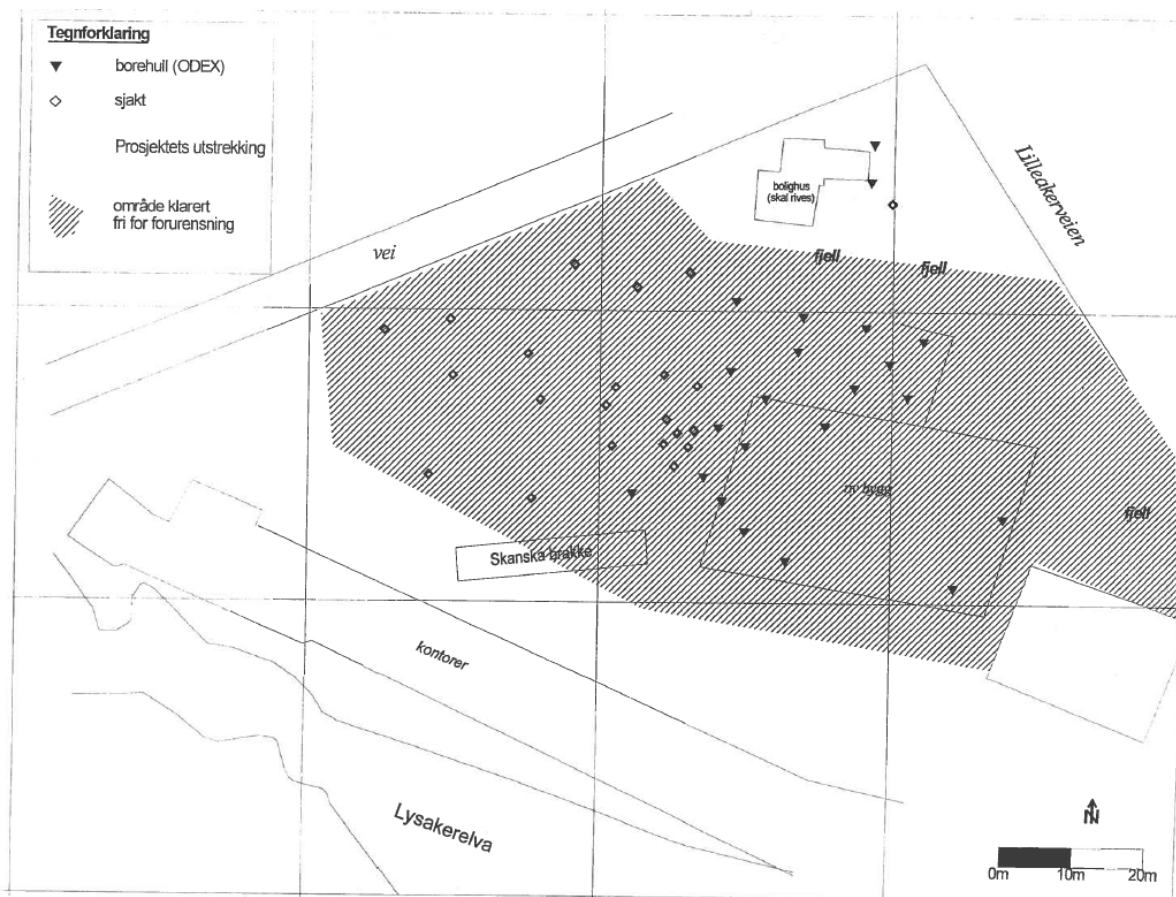 Tegnforklaring
borehull (ODEX)
sjakt
Prosjektets utstrekking
område klarert
fri for forurensning
bolighus
(skal rives)
Lilleakerveien
vei
fjell
fjell
ny bygg
fjell
Skanska brakke
kontorer
Lysakerelva
N
0m
10m
20m